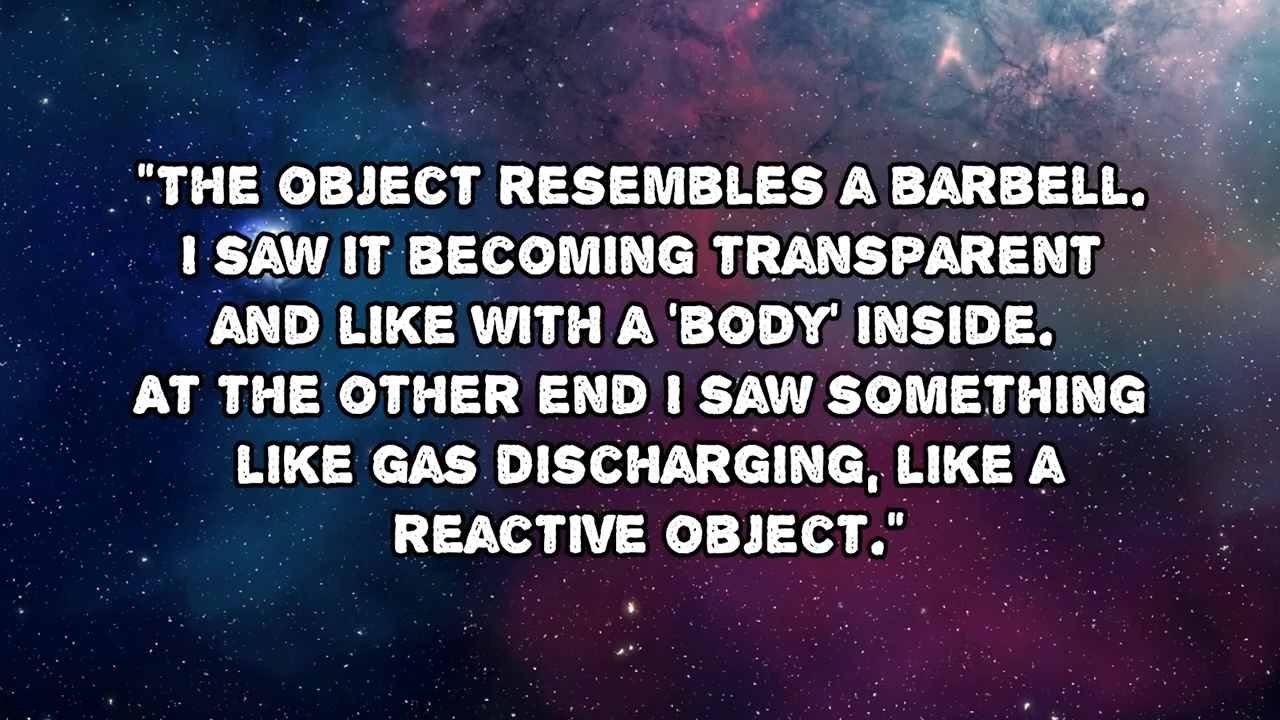 "THE OBJECT RESEMBLES A BARBELL.
I SAW IT BECOMING TRANSPARENT
AND LIKE WITH A 'BODY' INSIDE.
AT THE OTHER END I SAW SOMETHING
LIKE GAS DISCHARGING, LIKE A
REACTIVE OBJECT."